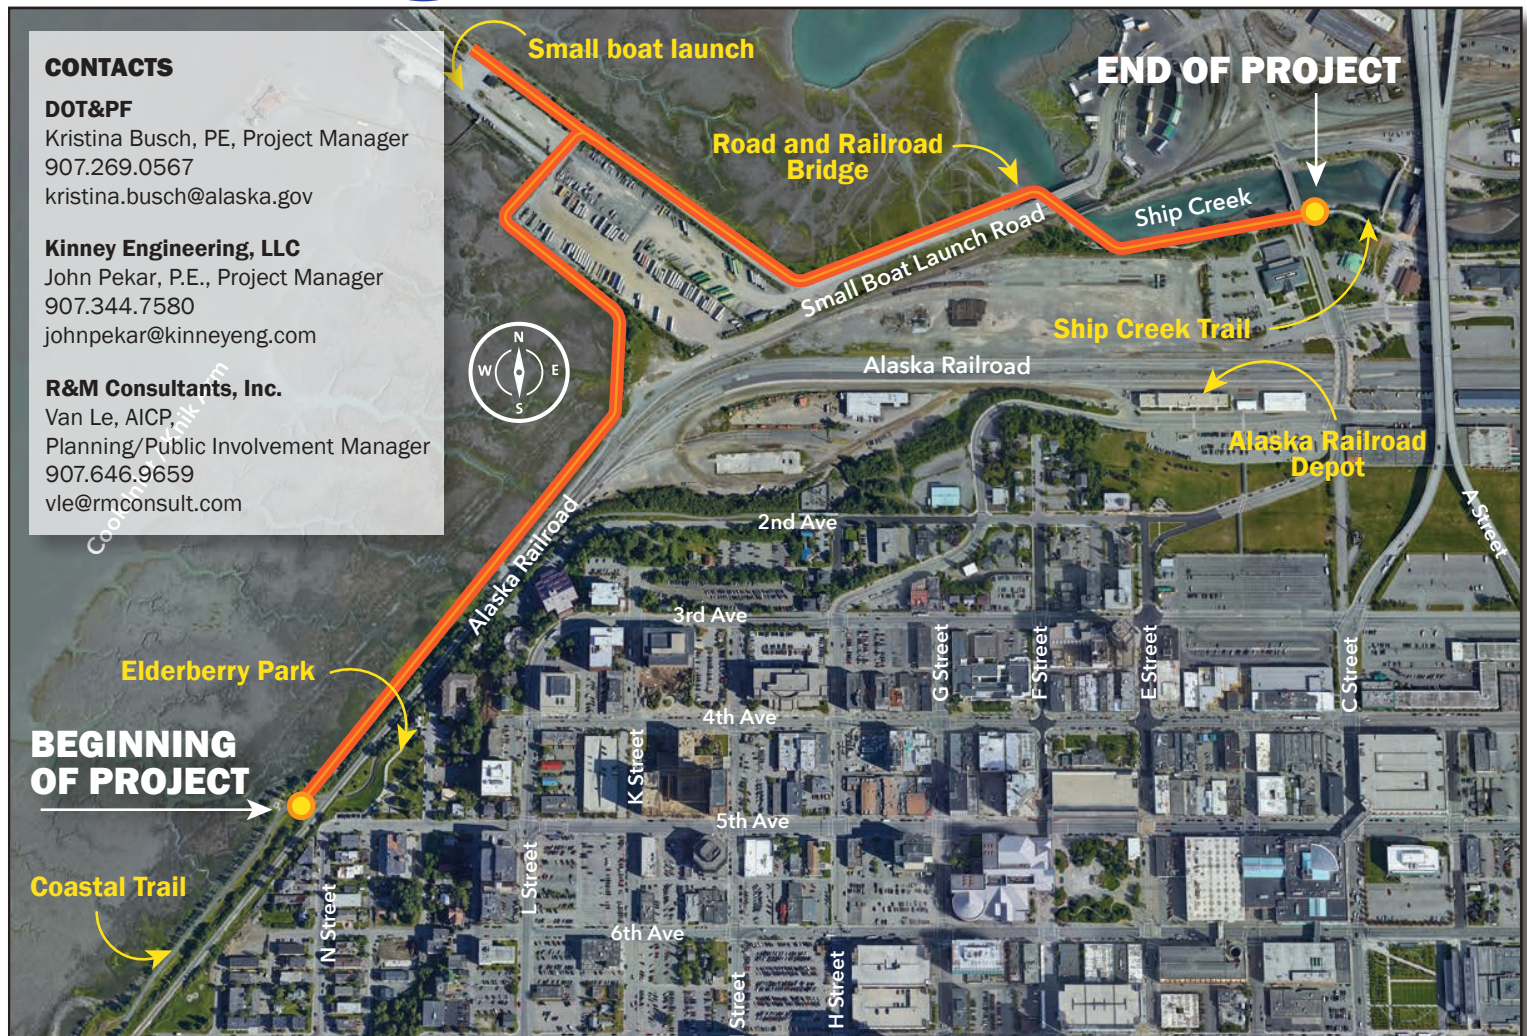 CONTACTS
DOT&PF
Kristina Busch, PE, Project Manager
907.269.0567
kristina.busch@alaska.gov
Kinney Engineering, LLC
John Pekar, P.E., Project Manager
907.344.7580
johnpekar@kinneyeng.com
R&M Consultants, Inc.
Van Le, AICP,
Planning/Public Involvement Manager
907.646.9659
vle@rmconsult.com
Small boat launch
END OF PROJECT
Road and Railroad
Bridge
Ship Creek
Small Boat Launch Road
Ship Creek Trail
N
W
E
S
Alaska Railroad
Alaska Railroad
Depot
A Street
2nd Ave
Alaska Railroad
3rd Ave
Elderberry Park
G Street
F Street
E Street
C Street
4th Ave
BEGINNING
OF PROJECT
K Street
5th Ave
Coastal Trail
L Street
N Street
6th Ave
Street
H Street
Knik Arm